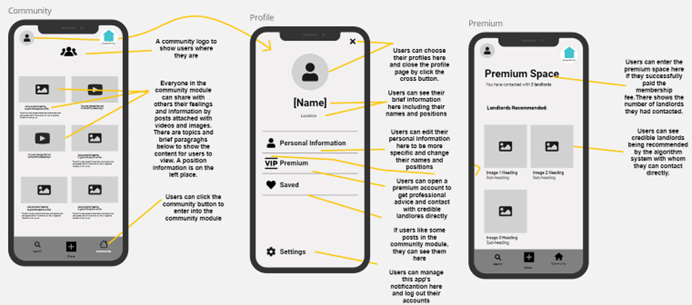 Community
A community logo to
show users where
they are
Everyone in the
community module
can share with
others their feelings
and information by
posts attached with
videos and images.
There are topics and
brief paragraghs
below to show the
content for users to
view. A position
information is on the
left place.
Users can click the
community button to
enter into the
community module
Search
Share
Profile
[Name]
Location
Personal Information
VIP Premium
Saved
Settings
Users can choose
their profiles here
and close the profile
page by click the
cross button.
Users can see their
brief information
here including their
names and positions
Users can edit their
personal information
here to be more
specific and change
their names and
positions
Users can open a
premium account to
get professional
advice and contact
with credible
landlords directly
If users like some
posts in the
community module,
they can see them
here
Users can manage
this app's
notificantion here
and log out their
accounts
Premium
Premium Space
You have contacted with 3 landlords
Landlords Recommended:
Image 1 Heading
Sub-heading
Image 2 Heading
Sub-heading
Image 3 Heading
Sub-heading
Search
Share
Community
Users can enter the
premium space here
if they successfully
paid the
membership
fee.There shows the
number of landlords
they had contacted.
Users can see
credible landlords
being recommended
by the algorithm
system with whom
they can contact
directly.